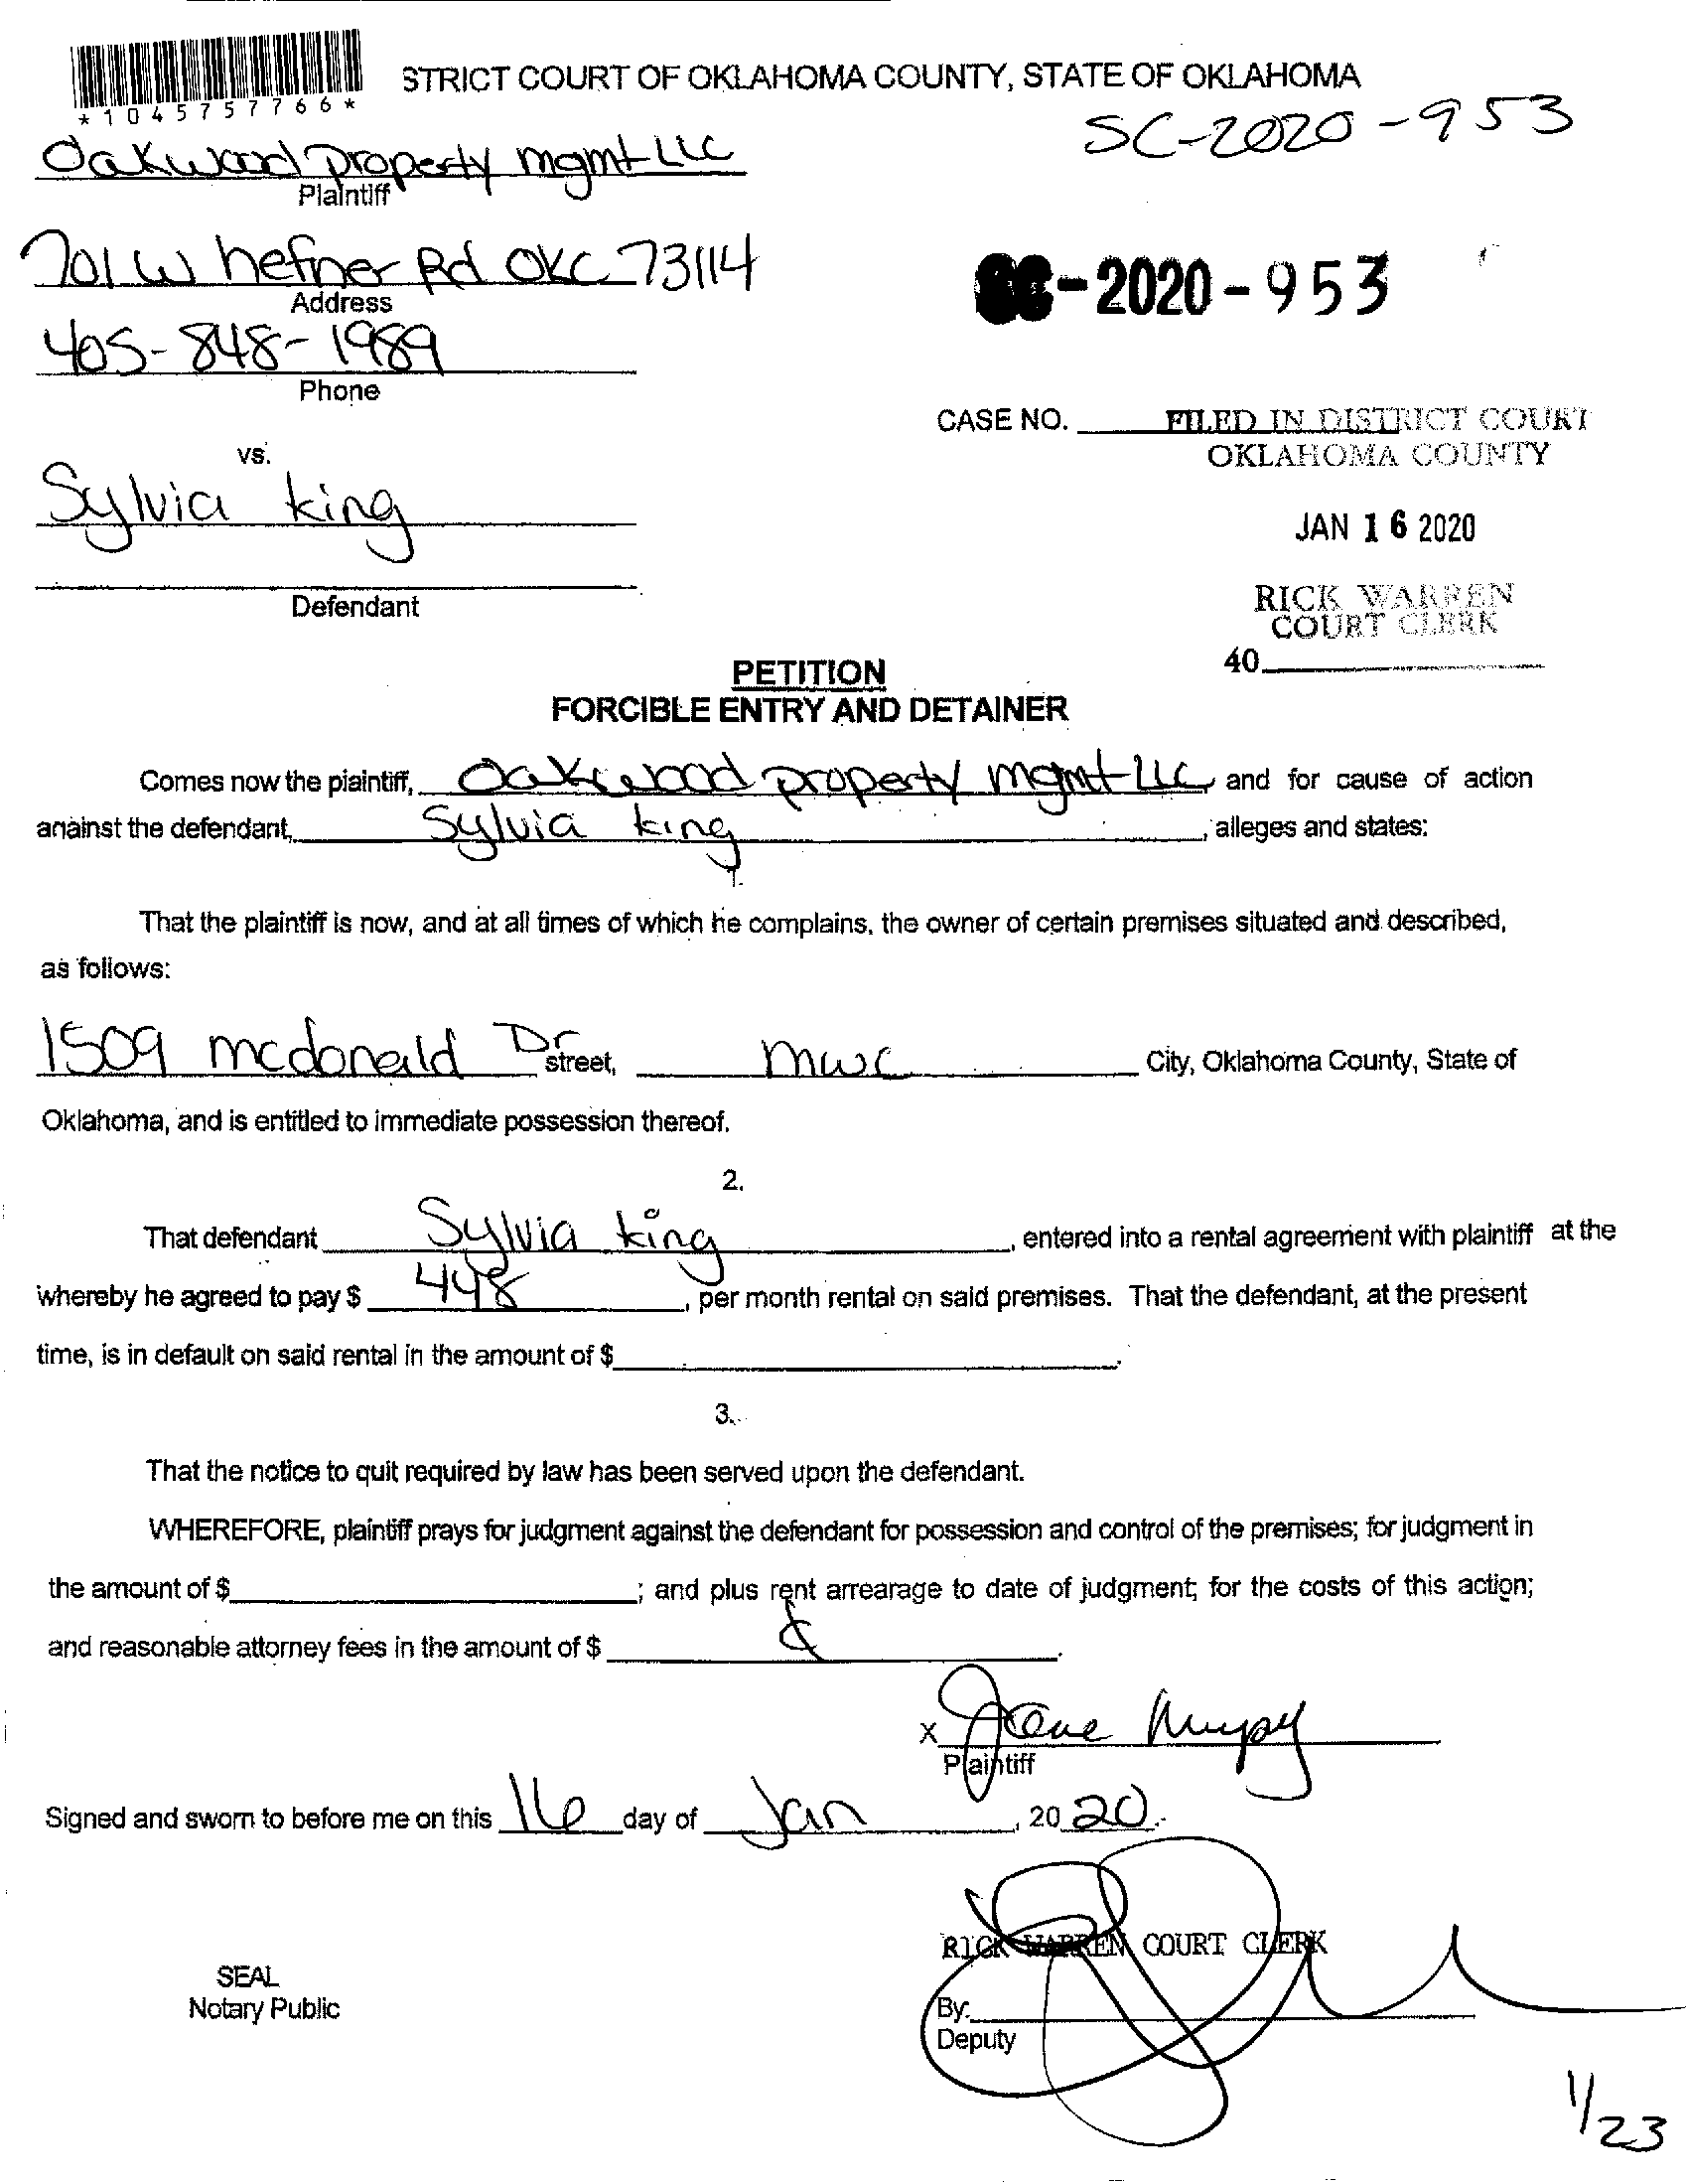 STRICT COURT OF OKLAHOMA COUNTY, STATE OF OKLAHOMA
*1045757766*
SC-2020-953
Oakwood property mgmt LLC
Plaintiff
701 W hefner Rd OKC 73114
Address
SC-2020-953
405-848-1989
Phone
CASE NO. FILED IN DISTRICT COURT
OKLAHOMA COUNTY
vs.
Sylvia king
JAN 16 2020
Defendant
RICK WARREN
COURT CLERK
40
PETITION
FORCIBLE ENTRY AND DETAINER
Comes now the plaintiff, Oakwood property mgmt LLC, and for cause of action
against the defendant, Sylvia king, alleges and states:
1.
That the plaintiff is now, and at all times of which he complains, the owner of certain premises situated and described,
as follows:
1509 mcdonald Dr street, mwc City, Oklahoma County, State of
Oklahoma, and is entitled to immediate possession thereof.
2.
That defendant Sylvia king, entered into a rental agreement with plaintiff at the
whereby he agreed to pay $ 448, per month rental on said premises. That the defendant, at the present
time, is in default on said rental in the amount of $ .
3.
That the notice to quit required by law has been served upon the defendant.
WHEREFORE, plaintiff prays for judgment against the defendant for possession and control of the premises; for judgment in
the amount of $ ; and plus rent arrearage to date of judgment; for the costs of this action;
and reasonable attorney fees in the amount of $ .
X
Plaintiff
Signed and sworn to before me on this 16 day of Jan, 20 20.
RICK WARREN COURT CLERK
SEAL
Notary Public
By:
Deputy
1/23